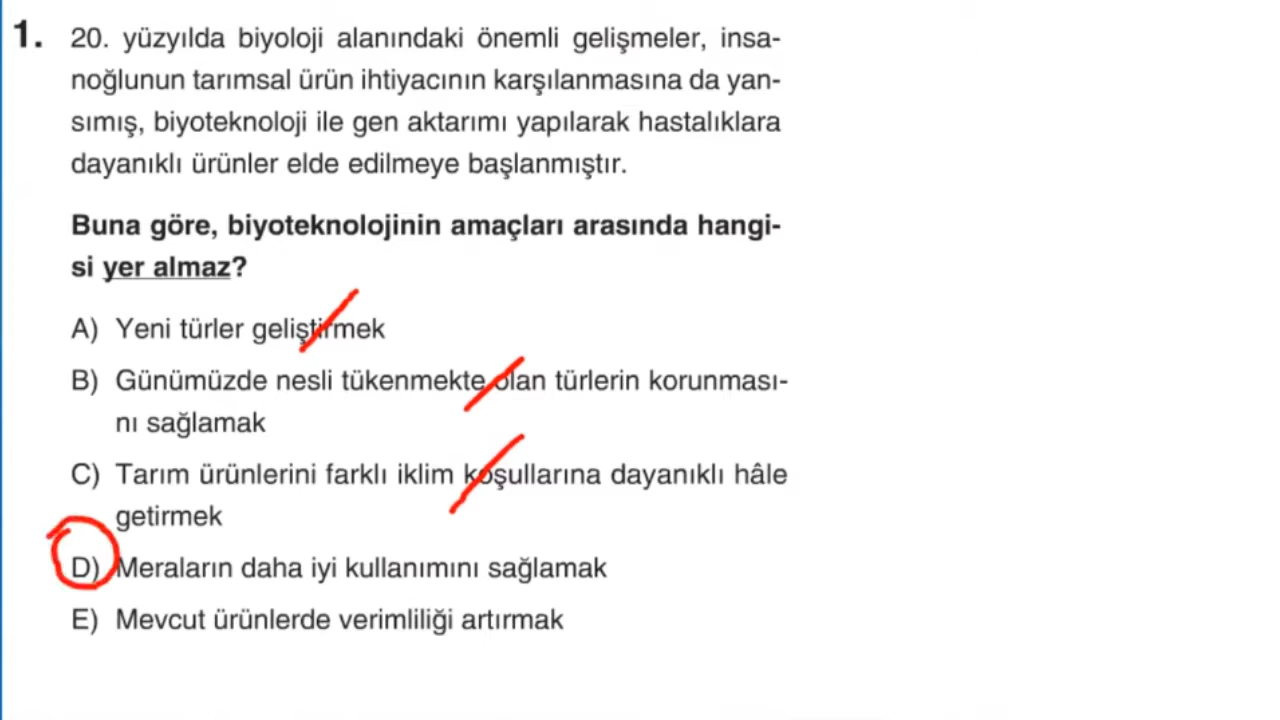 1. 20. yüzyılda biyoloji alanındaki önemli gelişmeler, insa-
noğlunun tarımsal ürün ihtiyacının karşılanmasına da yan-
sımış, biyoteknoloji ile gen aktarımı yapılarak hastalıklara
dayanıklı ürünler elde edilmeye başlanmıştır.
Buna göre, biyoteknolojinin amaçları arasında hangi-
si yer almaz?
A) Yeni türler geliştirmek
B) Günümüzde nesli tükenmekte olan türlerin korunması-
nı sağlamak
C) Tarım ürünlerini farklı iklim koşullarına dayanıklı hâle
getirmek
D) Meraların daha iyi kullanımını sağlamak
E) Mevcut ürünlerde verimliliği artırmak